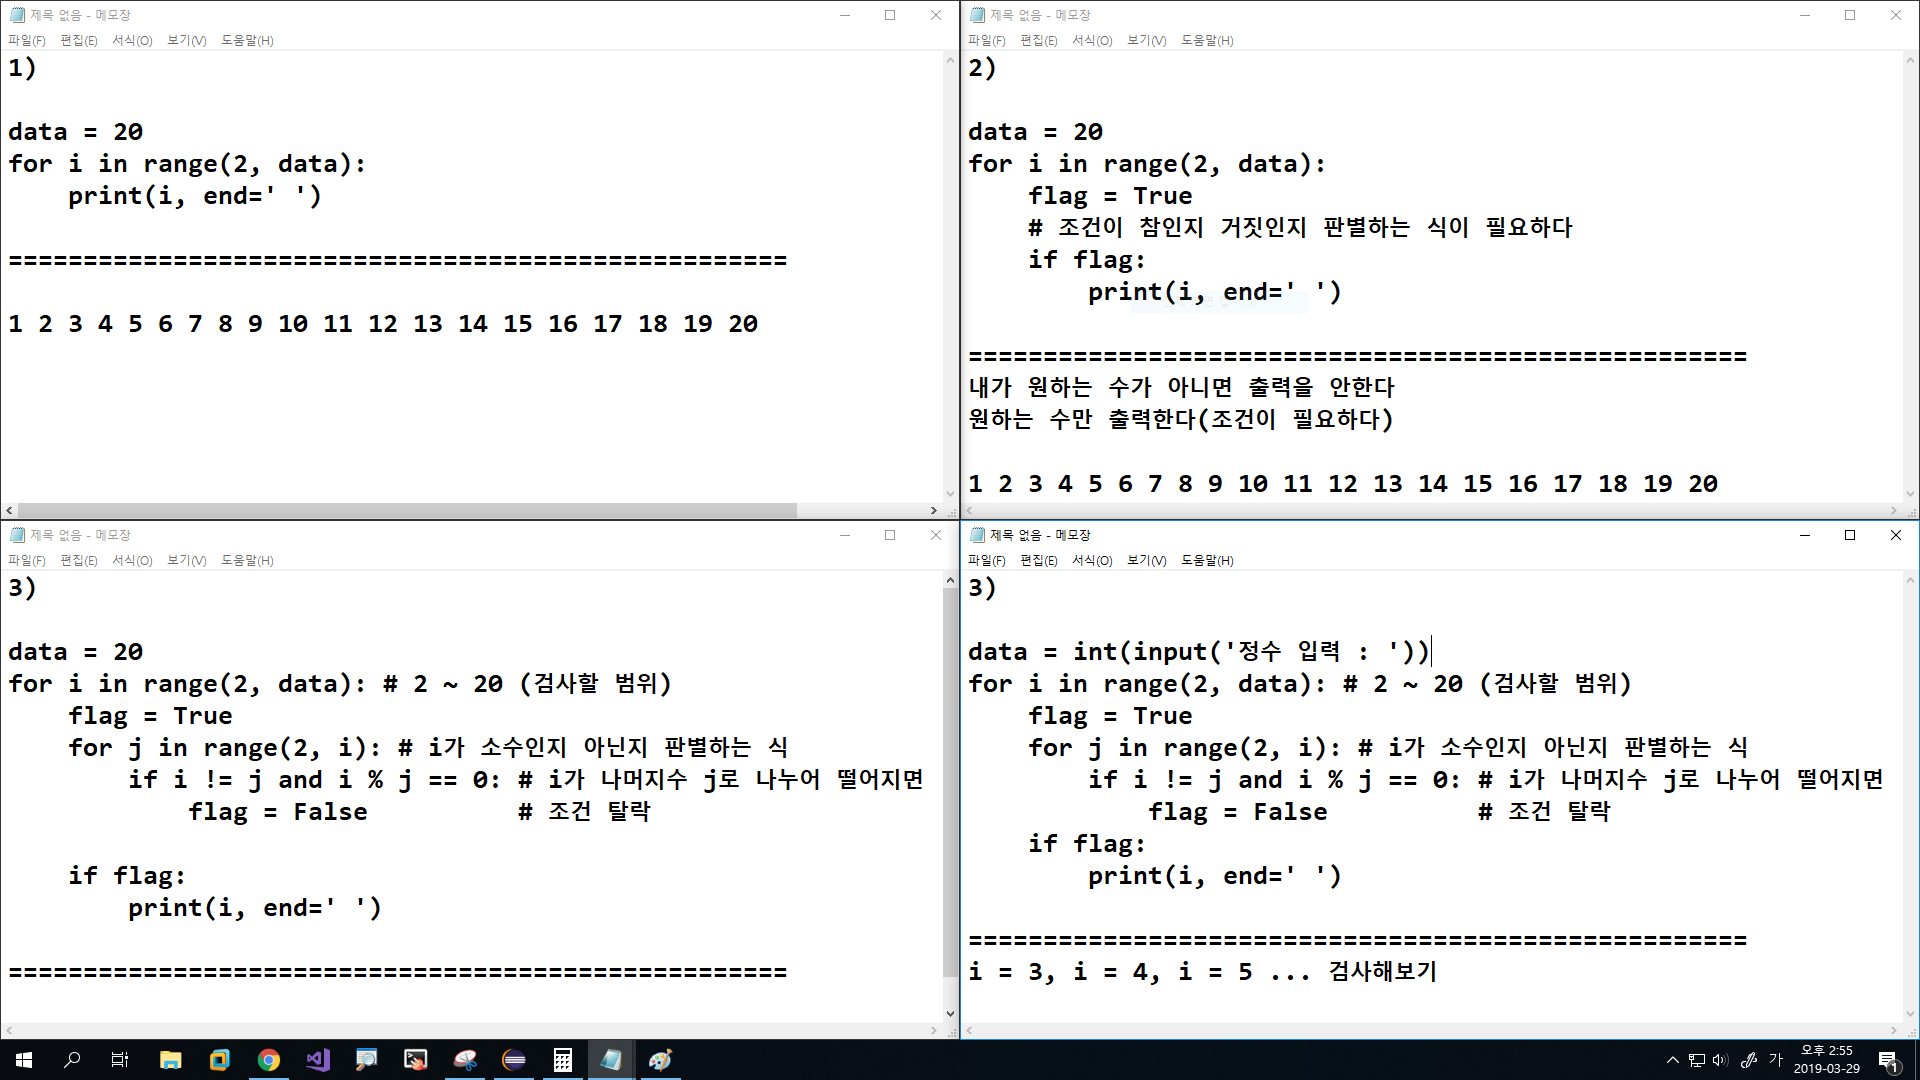 제목 없음 - 메모장
파일(F) 편집(E) 서식(O) 보기(V) 도움말(H)
1)
data = 20
for i in range(2, data):
    print(i, end=' ')
====================================================
1 2 3 4 5 6 7 8 9 10 11 12 13 14 15 16 17 18 19 20
제목 없음 - 메모장
파일(F) 편집(E) 서식(O) 보기(V) 도움말(H)
2)
data = 20
for i in range(2, data):
    flag = True
    # 조건이 참인지 거짓인지 판별하는 식이 필요하다
    if flag:
        print(i, end=' ')
====================================================
내가 원하는 수가 아니면 출력을 안한다
원하는 수만 출력한다(조건이 필요하다)
1 2 3 4 5 6 7 8 9 10 11 12 13 14 15 16 17 18 19 20
제목 없음 - 메모장
파일(F) 편집(E) 서식(O) 보기(V) 도움말(H)
3)
data = 20
for i in range(2, data): # 2 ~ 20 (검사할 범위)
    flag = True
    for j in range(2, i): # i가 소수인지 아닌지 판별하는 식
        if i != j and i % j == 0: # i가 나머지수 j로 나누어 떨어지면
            flag = False          # 조건 탈락
    if flag:
        print(i, end=' ')
====================================================
제목 없음 - 메모장
파일(F) 편집(E) 서식(O) 보기(V) 도움말(H)
3)
data = int(input('정수 입력 : '))
for i in range(2, data): # 2 ~ 20 (검사할 범위)
    flag = True
    for j in range(2, i): # i가 소수인지 아닌지 판별하는 식
        if i != j and i % j == 0: # i가 나머지수 j로 나누어 떨어지면
            flag = False          # 조건 탈락
    if flag:
        print(i, end=' ')
====================================================
i = 3, i = 4, i = 5 ... 검사해보기
가
오후 2:55
2019-03-29
1